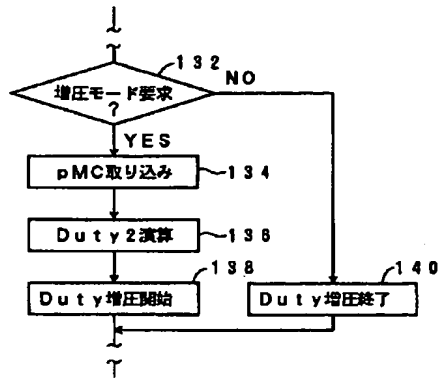 132
増圧モード要求
?
NO
YES
pMC取り込み
134
Duty2演算
136
138
140
Duty増圧開始
Duty増圧終了